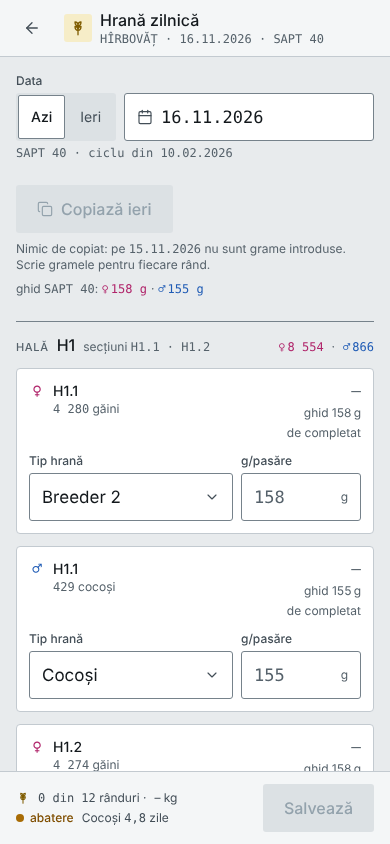 Hrană zilnică
HÎRBOVĂȚ · 16.11.2026 · SAPT 40
Data
Azi Ieri 16.11.2026
SAPT 40 · ciclu din 10.02.2026
Copiază ieri
Nimic de copiat: pe 15.11.2026 nu sunt grame introduse.
Scrie gramele pentru fiecare rând.
ghid SAPT 40: ♀158 g · ♂155 g
HALĂ H1 secțiuni H1.1 · H1.2 ♀8 554 · ♂866
♀ H1.1 —
4 280 găini ghid 158 g
de completat
Tip hrană g/pasăre
Breeder 2 158 g
♂ H1.1 —
429 cocoși ghid 155 g
de completat
Tip hrană g/pasăre
Cocoși 155 g
♀ H1.2 —
4 274 găini ghid 158 g
0 din 12 rânduri · – kg
abatere Cocoși 4,8 zile
Salvează